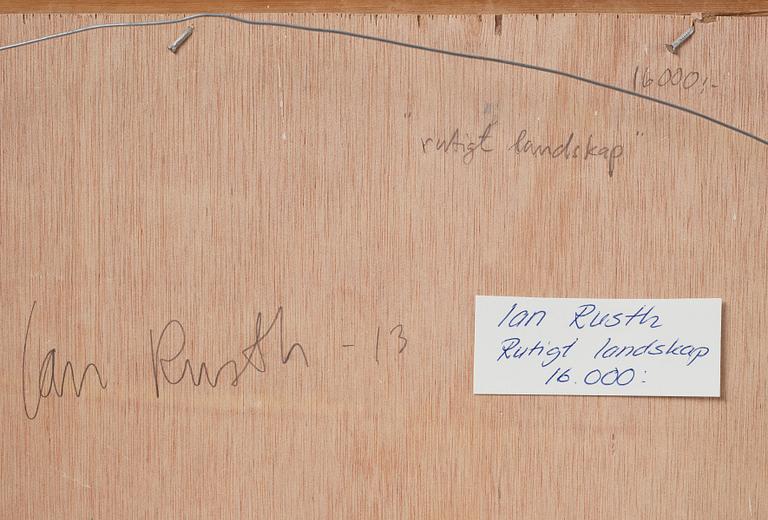 16000:-
"rutigt landskap"
Ian Rusth -13
Ian Rusth
Rutigt landskap
16.000: